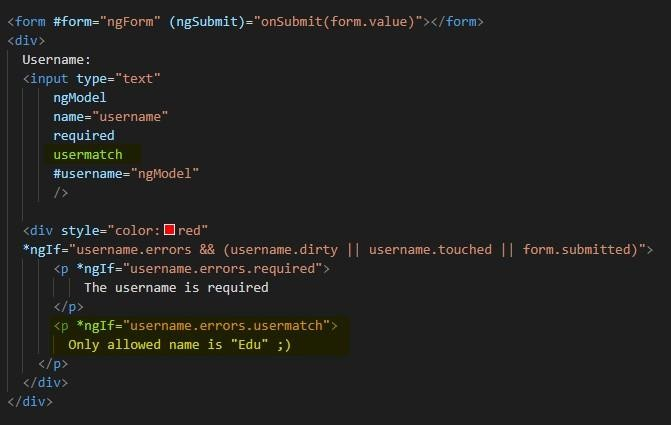 <form #form="ngForm" (ngSubmit)="onSubmit(form.value)"></form>
<div>
Username:
<input type="text"
ngModel
name="username"
required
usermatch
#username="ngModel"
/>
<div style="color:red"
*ngIf="username.errors && (username.dirty || username.touched || form.submitted)">
<p *ngIf="username.errors.required">
The username is required
</p>
<p *ngIf="username.errors.usermatch">
Only allowed name is "Edu" ;)
</p>
</div>
</div>